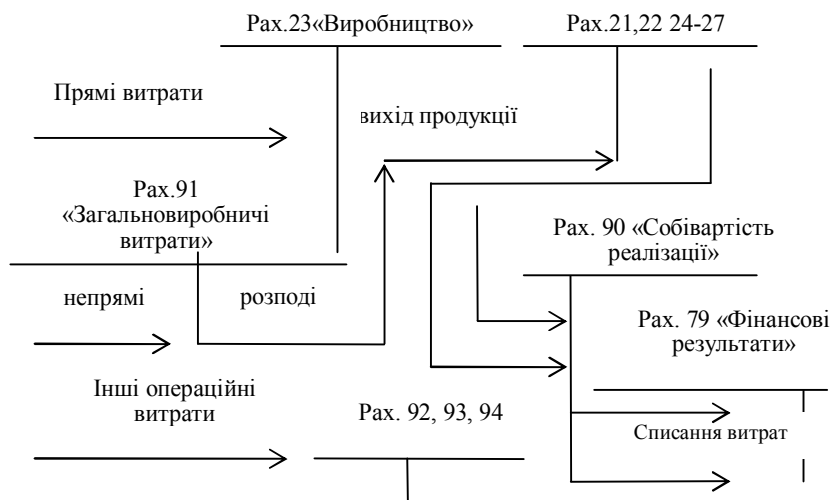 Рах.23«Виробництво»
Рах.21,22 24-27
Прямі витрати
вихід продукції
Рах.91
«Загальновиробничі
витрати»
Рах. 90 «Собівартість
реалізації»
непрямі
розподі
Рах. 79 «Фінансові
результати»
Інші операційні
витрати
Рах. 92, 93, 94
Списання витрат